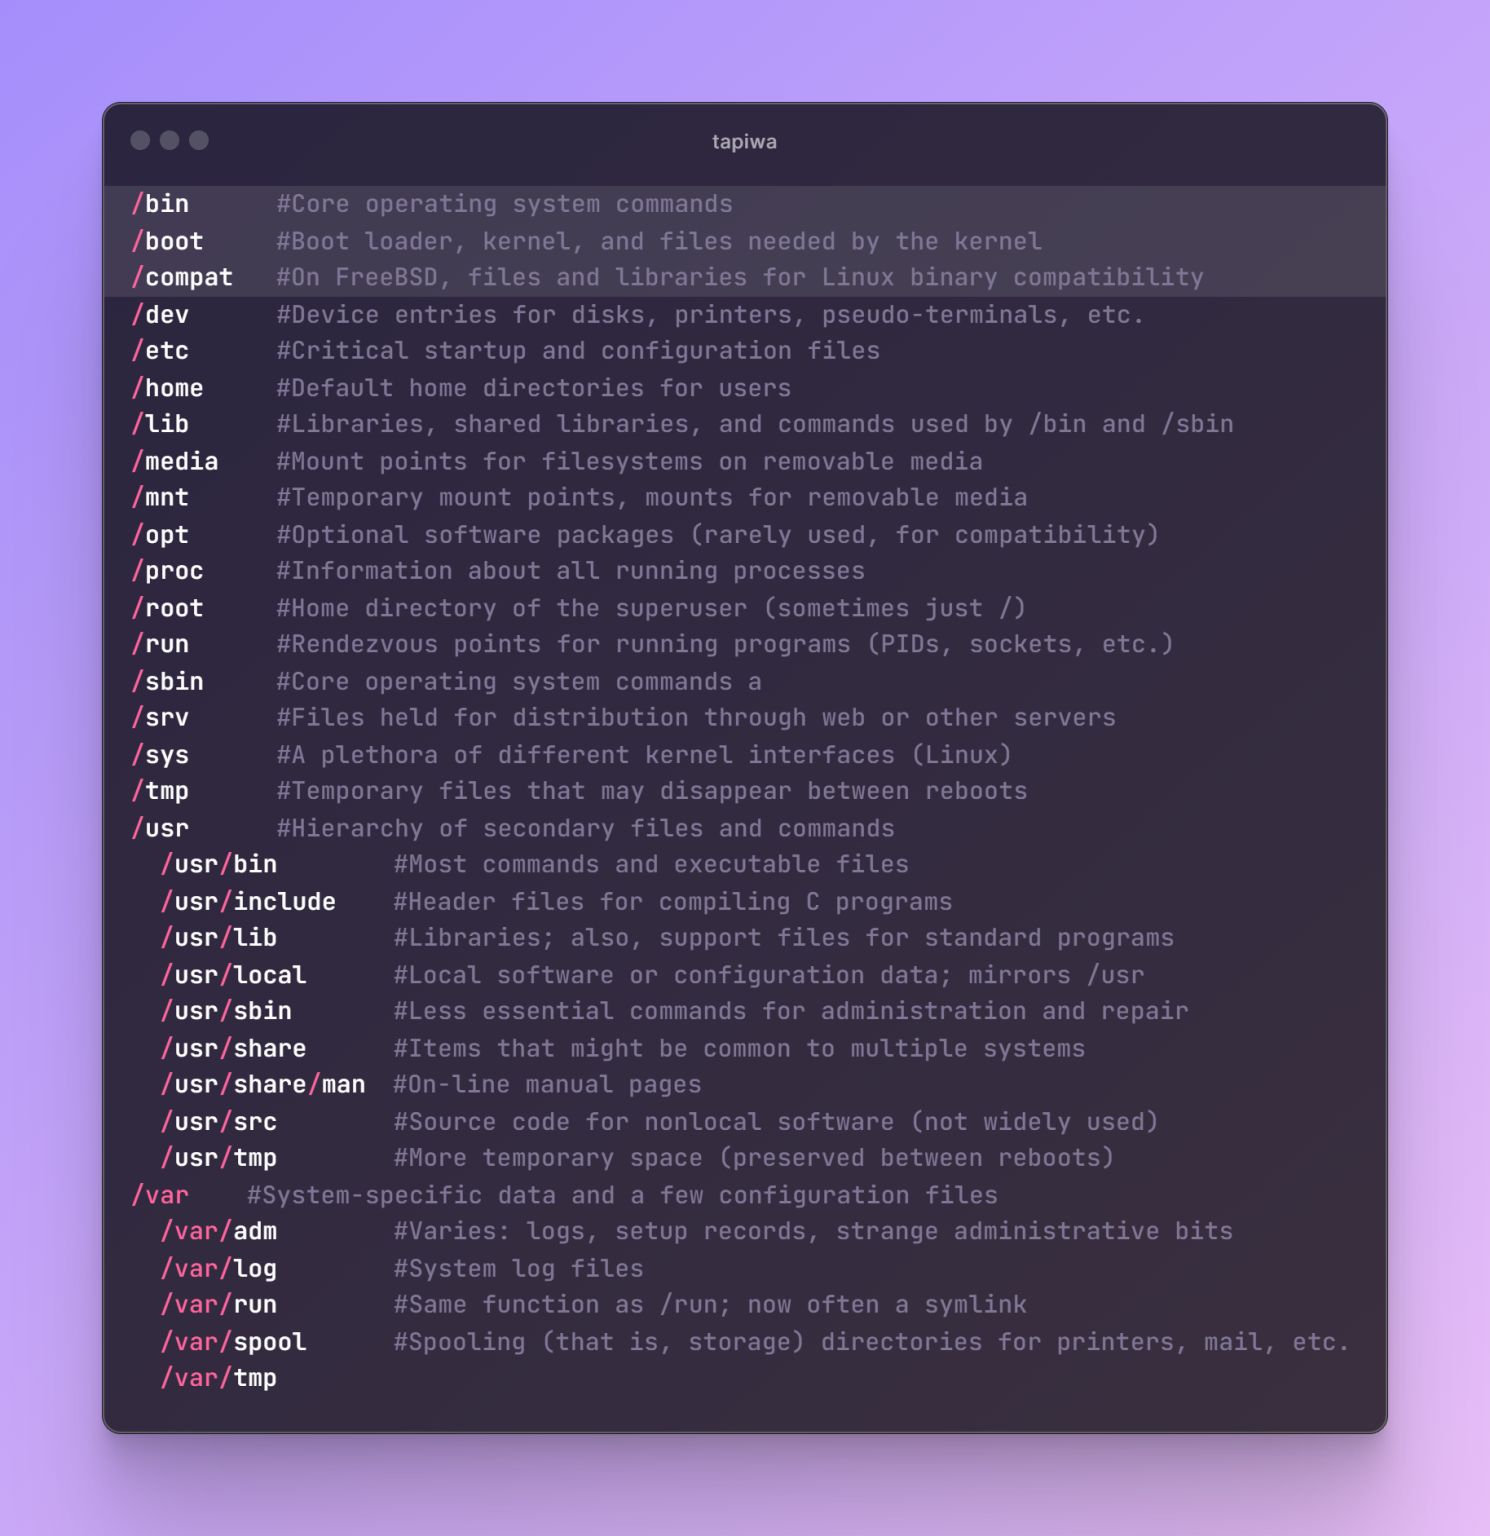 tapiwa
/bin      #Core operating system commands
/boot     #Boot loader, kernel, and files needed by the kernel
/compat   #On FreeBSD, files and libraries for Linux binary compatibility
/dev      #Device entries for disks, printers, pseudo-terminals, etc.
/etc      #Critical startup and configuration files
/home     #Default home directories for users
/lib      #Libraries, shared libraries, and commands used by /bin and /sbin
/media    #Mount points for filesystems on removable media
/mnt      #Temporary mount points, mounts for removable media
/opt      #Optional software packages (rarely used, for compatibility)
/proc     #Information about all running processes
/root     #Home directory of the superuser (sometimes just /)
/run      #Rendezvous points for running programs (PIDs, sockets, etc.)
/sbin     #Core operating system commands a
/srv      #Files held for distribution through web or other servers
/sys      #A plethora of different kernel interfaces (Linux)
/tmp      #Temporary files that may disappear between reboots
/usr      #Hierarchy of secondary files and commands
  /usr/bin        #Most commands and executable files
  /usr/include    #Header files for compiling C programs
  /usr/lib        #Libraries; also, support files for standard programs
  /usr/local      #Local software or configuration data; mirrors /usr
  /usr/sbin       #Less essential commands for administration and repair
  /usr/share      #Items that might be common to multiple systems
  /usr/share/man  #On-line manual pages
  /usr/src        #Source code for nonlocal software (not widely used)
  /usr/tmp        #More temporary space (preserved between reboots)
/var    #System-specific data and a few configuration files
  /var/adm        #Varies: logs, setup records, strange administrative bits
  /var/log        #System log files
  /var/run        #Same function as /run; now often a symlink
  /var/spool      #Spooling (that is, storage) directories for printers, mail, etc.
  /var/tmp